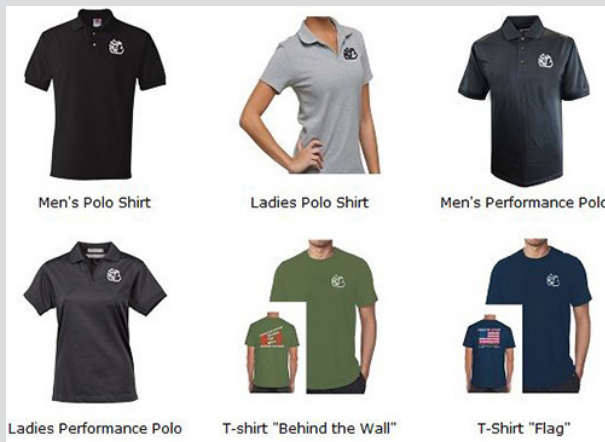 Men's Polo Shirt
Ladies Polo Shirt
Men's Performance Polo
Ladies Performance Polo
T-shirt "Behind the Wall"
T-Shirt "Flag"